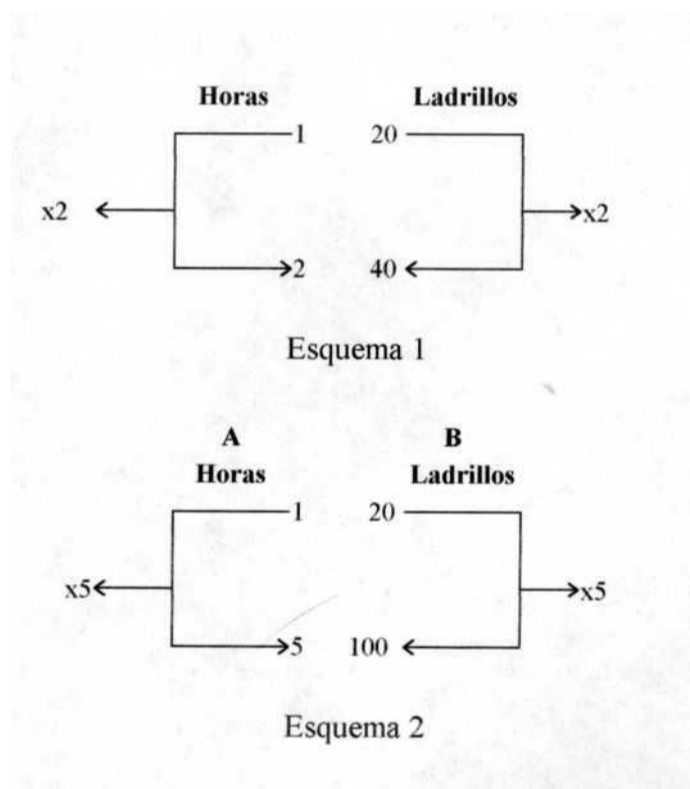 Horas Ladrillos
1 20
x2 x2
2 40
Esquema 1
A B
Horas Ladrillos
1 20
x5 x5
5 100
Esquema 2